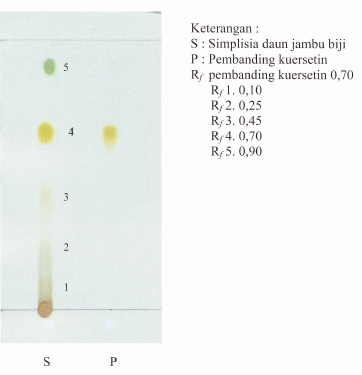 Keterangan :
S : Simplisia daun jambu biji
P : Pembanding kuersetin
Rf pembanding kuersetin 0,70
Rf 1. 0,10
Rf 2. 0,25
Rf 3. 0,45
Rf 4. 0,70
Rf 5. 0,90
5
4
3
2
1
S P